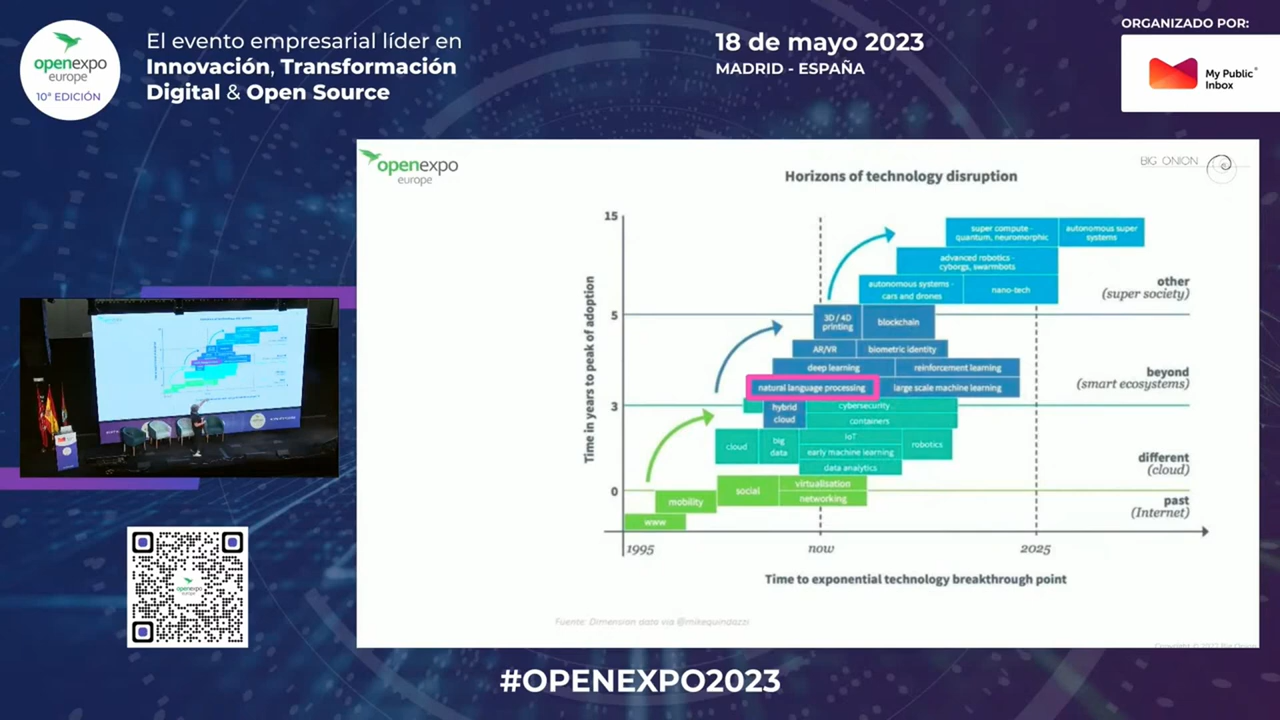 openexpo
europe
10ª EDICIÓN
El evento empresarial líder en
Innovación, Transformación
Digital & Open Source
18 de mayo 2023
MADRID - ESPAÑA
ORGANIZADO POR:
My Public
Inbox
openexpo
europe
BIG ONION
Horizons of technology disruption
Time in years to peak of adoption
15
5
3
0
super compute -
quantum, neuromorphic
autonomous super
systems
advanced robotics -
cyborgs, swarmbots
autonomous systems -
cars and drones
nano-tech
other
(super society)
3D / 4D
printing
blockchain
AR/VR
biometric identity
deep learning
reinforcement learning
natural language processing
large scale machine learning
beyond
(smart ecosystems)
hybrid
cloud
cybersecurity
containers
cloud
big
data
IoT
early machine learning
data analytics
robotics
different
(cloud)
social
virtualisation
networking
mobility
www
past
(Internet)
1995
now
2025
Time to exponential technology breakthrough point
Fuente: Dimension data via @mikequindazzi
#OPENEXPO2023